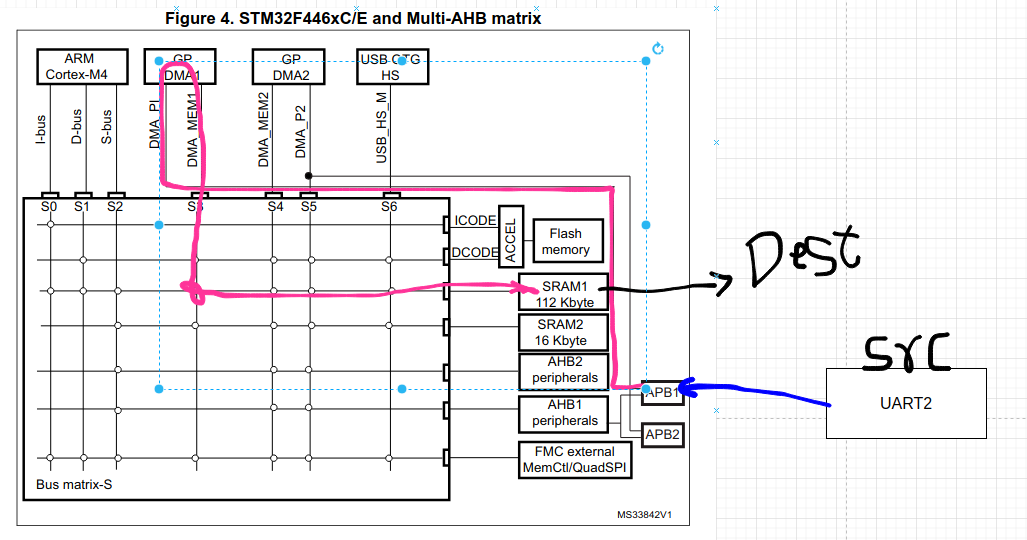 Figure 4. STM32F446xC/E and Multi-AHB matrix
ARM
Cortex-M4
GP
DMA1
GP
DMA2
USB OTG
HS
I-bus
D-bus
S-bus
DMA_PI
DMA_MEM1
DMA_MEM2
DMA_P2
USB_HS_M
S0
S1
S2
S3
S4
S5
S6
ICODE
DCODE
ACCEL
Flash
memory
SRAM1
112 Kbyte
SRAM2
16 Kbyte
AHB2
peripherals
AHB1
peripherals
FMC external
MemCtl/QuadSPI
APB1
APB2
Bus matrix-S
MS33842V1
Dest
src
UART2